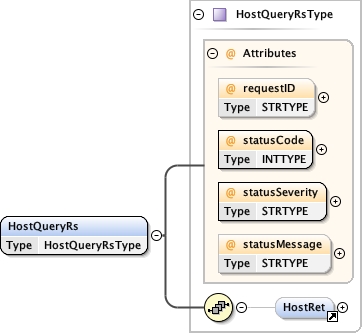 HostQueryRsType
@ Attributes
@ requestID
Type STRTYPE
@ statusCode
Type INTTYPE
@ statusSeverity
Type STRTYPE
HostQueryRs
Type HostQueryRsType
@ statusMessage
Type STRTYPE
HostRet